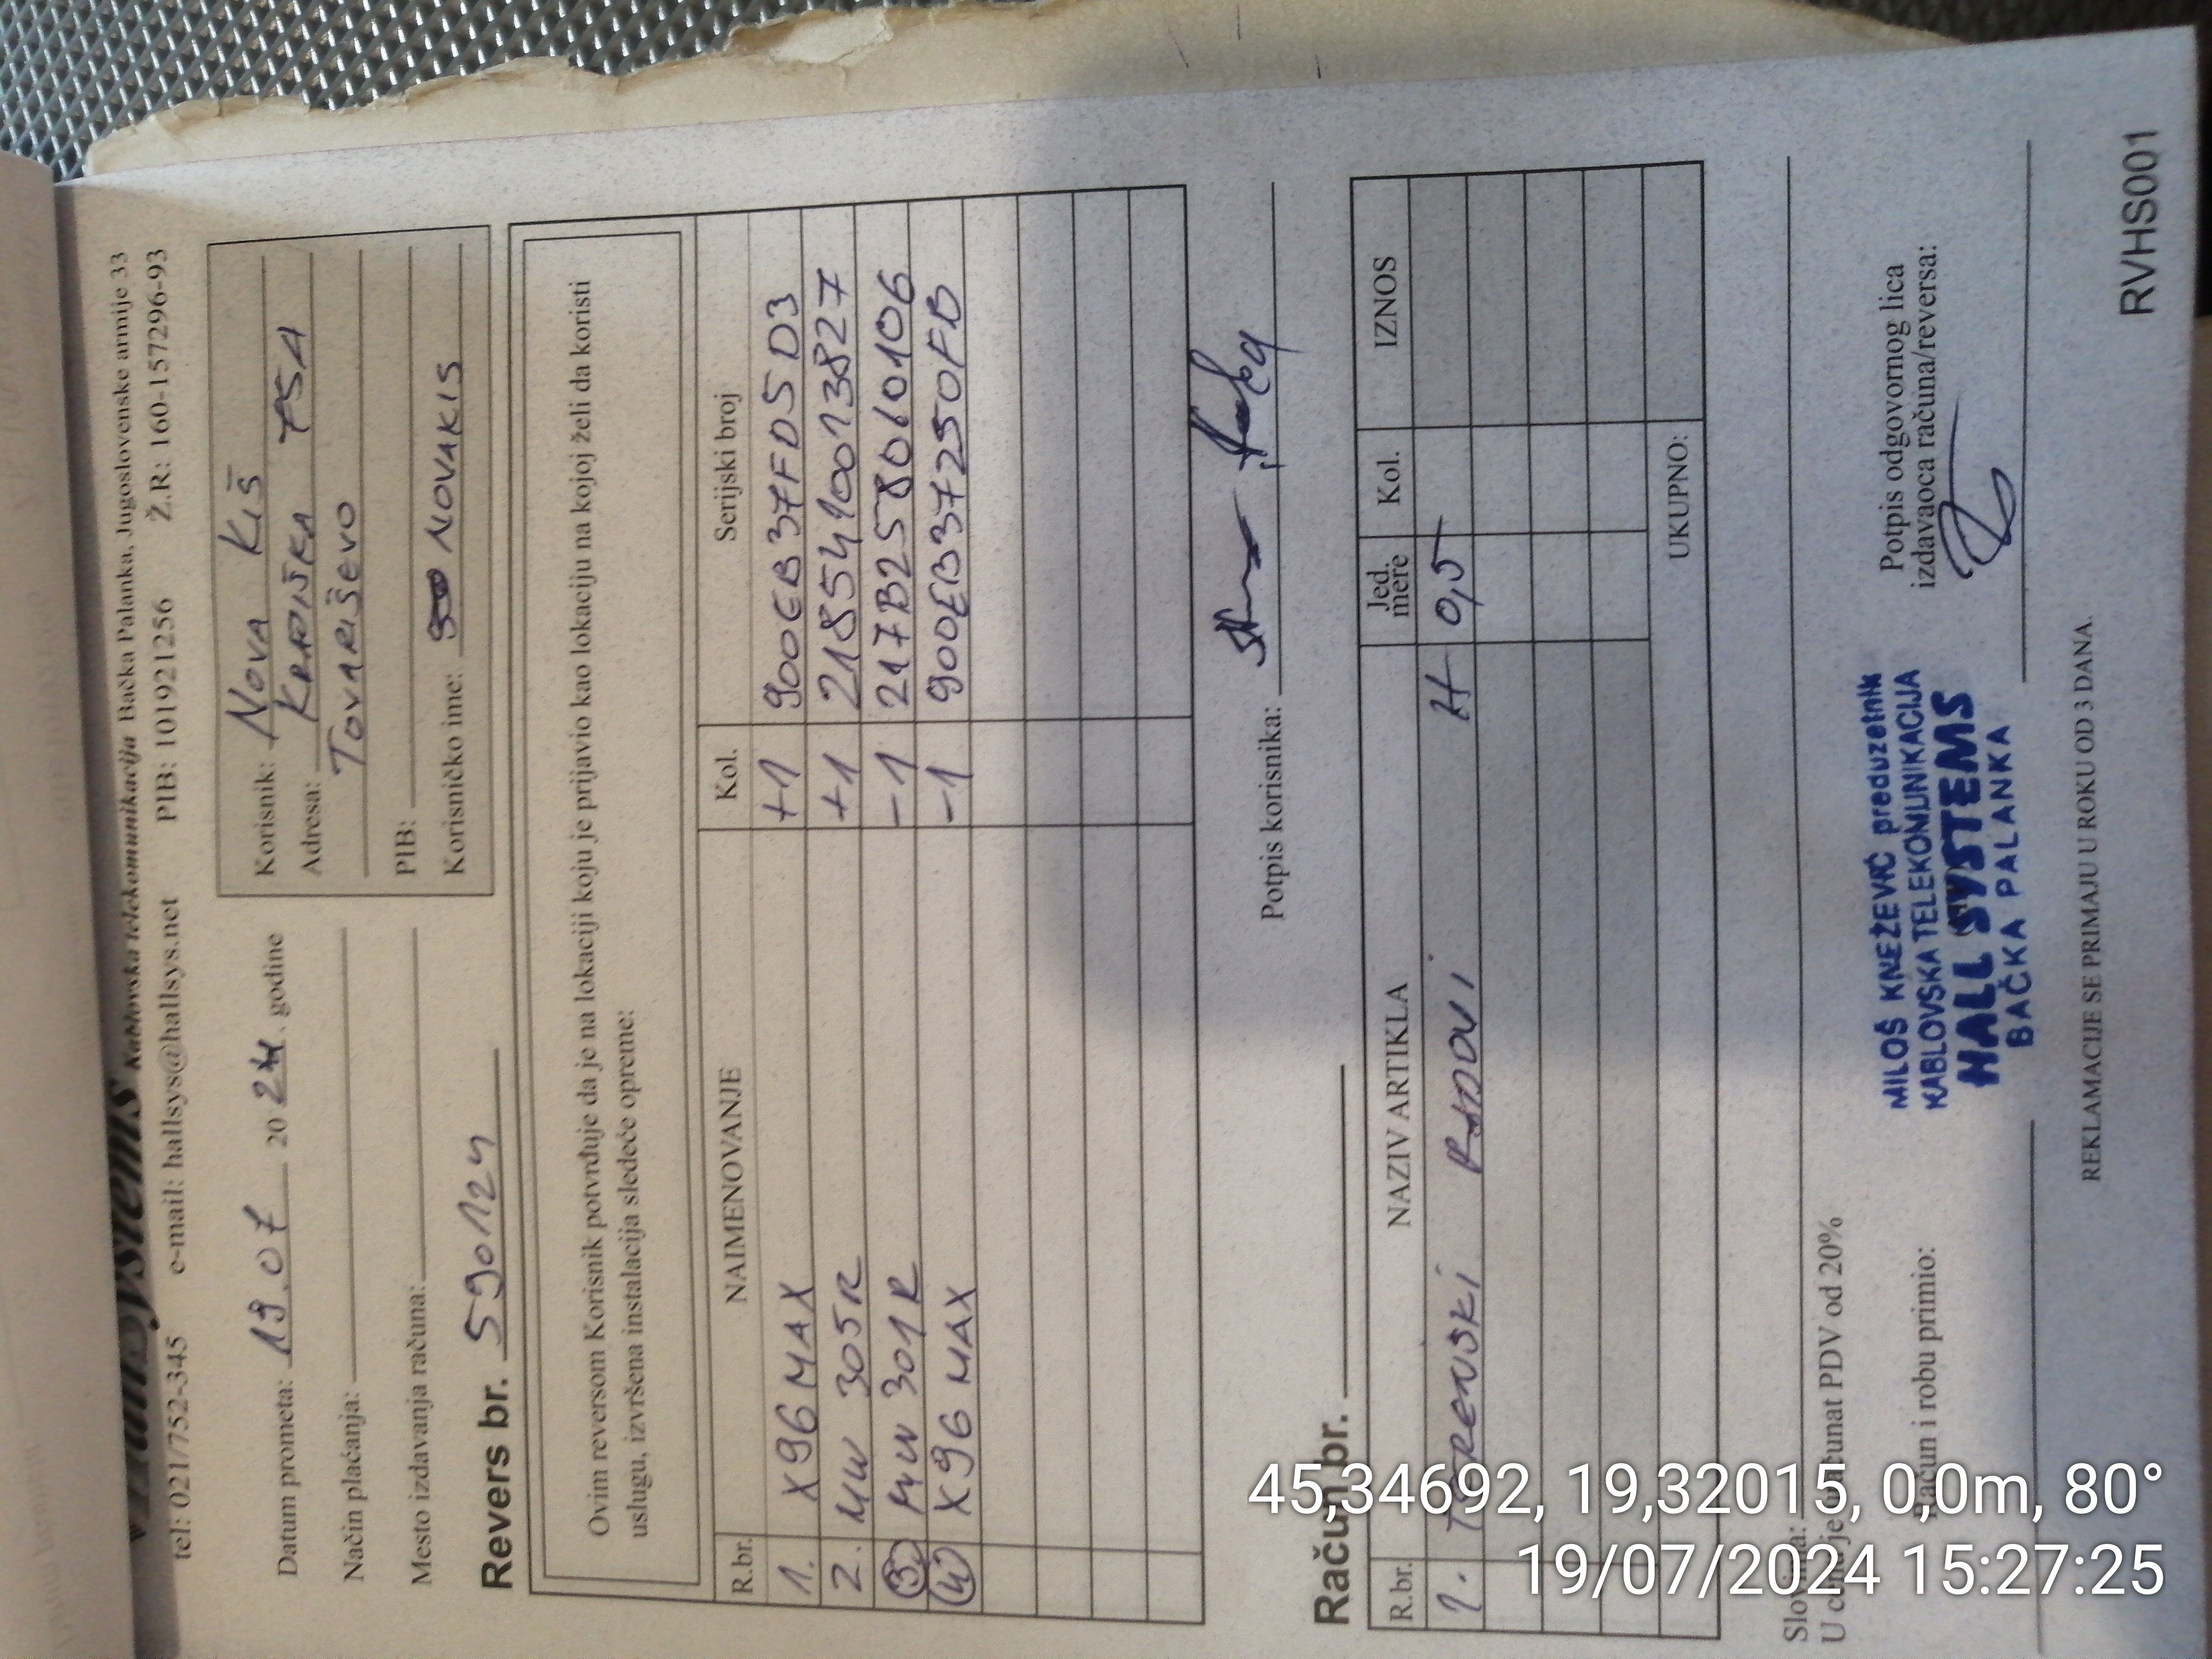 HallSystems Kablovska telekomunikacija Bačka Palanka, Jugoslovenske armije 33
tel: 021/752-345 e-mail: hallsys@hallsys.net PIB: 101921256 Ž.R: 160-157296-93
Datum prometa: 19.07 2024. godine
Način plaćanja:
Mesto izdavanja računa:
Korisnik: NOVA KIŠ
Adresa: KRAJIŠKA 75A
TOVARIŠEVO
PIB:
Korisničko ime: NOVAKIS
Revers br. 590124
Ovim reversom Korisnik potvrđuje da je na lokaciji koju je prijavio kao lokaciju na kojoj želi da koristi
uslugu, izvršena instalacija sledeće opreme:
R.br. NAIMENOVANJE Kol. Serijski broj
1. X96 MAX +1 900EB37FD5D3
2. MW 305R +1 2185410013827
3. MW 301R -1 217B258060106
4. X96 MAX -1 900EB37250FB
Potpis korisnika:
Račun br.
R.br. NAZIV ARTIKLA Jed. mere Kol. IZNOS
1. TERENSKI RADOVI H 0,5
UKUPNO:
Slovima:
U cenu je obračunat PDV od 20%
Račun i robu primio:
MILOŠ KNEŽEVIĆ preduzetnik
KABLOVSKA TELEKOMUNIKACIJA
HALL SYSTEMS
BAČKA PALANKA
Potpis odgovornog lica
izdavaoca računa/reversa:
REKLAMACIJE SE PRIMAJU U ROKU OD 3 DANA.
RVHS001
45,34692, 19,32015, 0,0m, 80°
19/07/2024 15:27:25